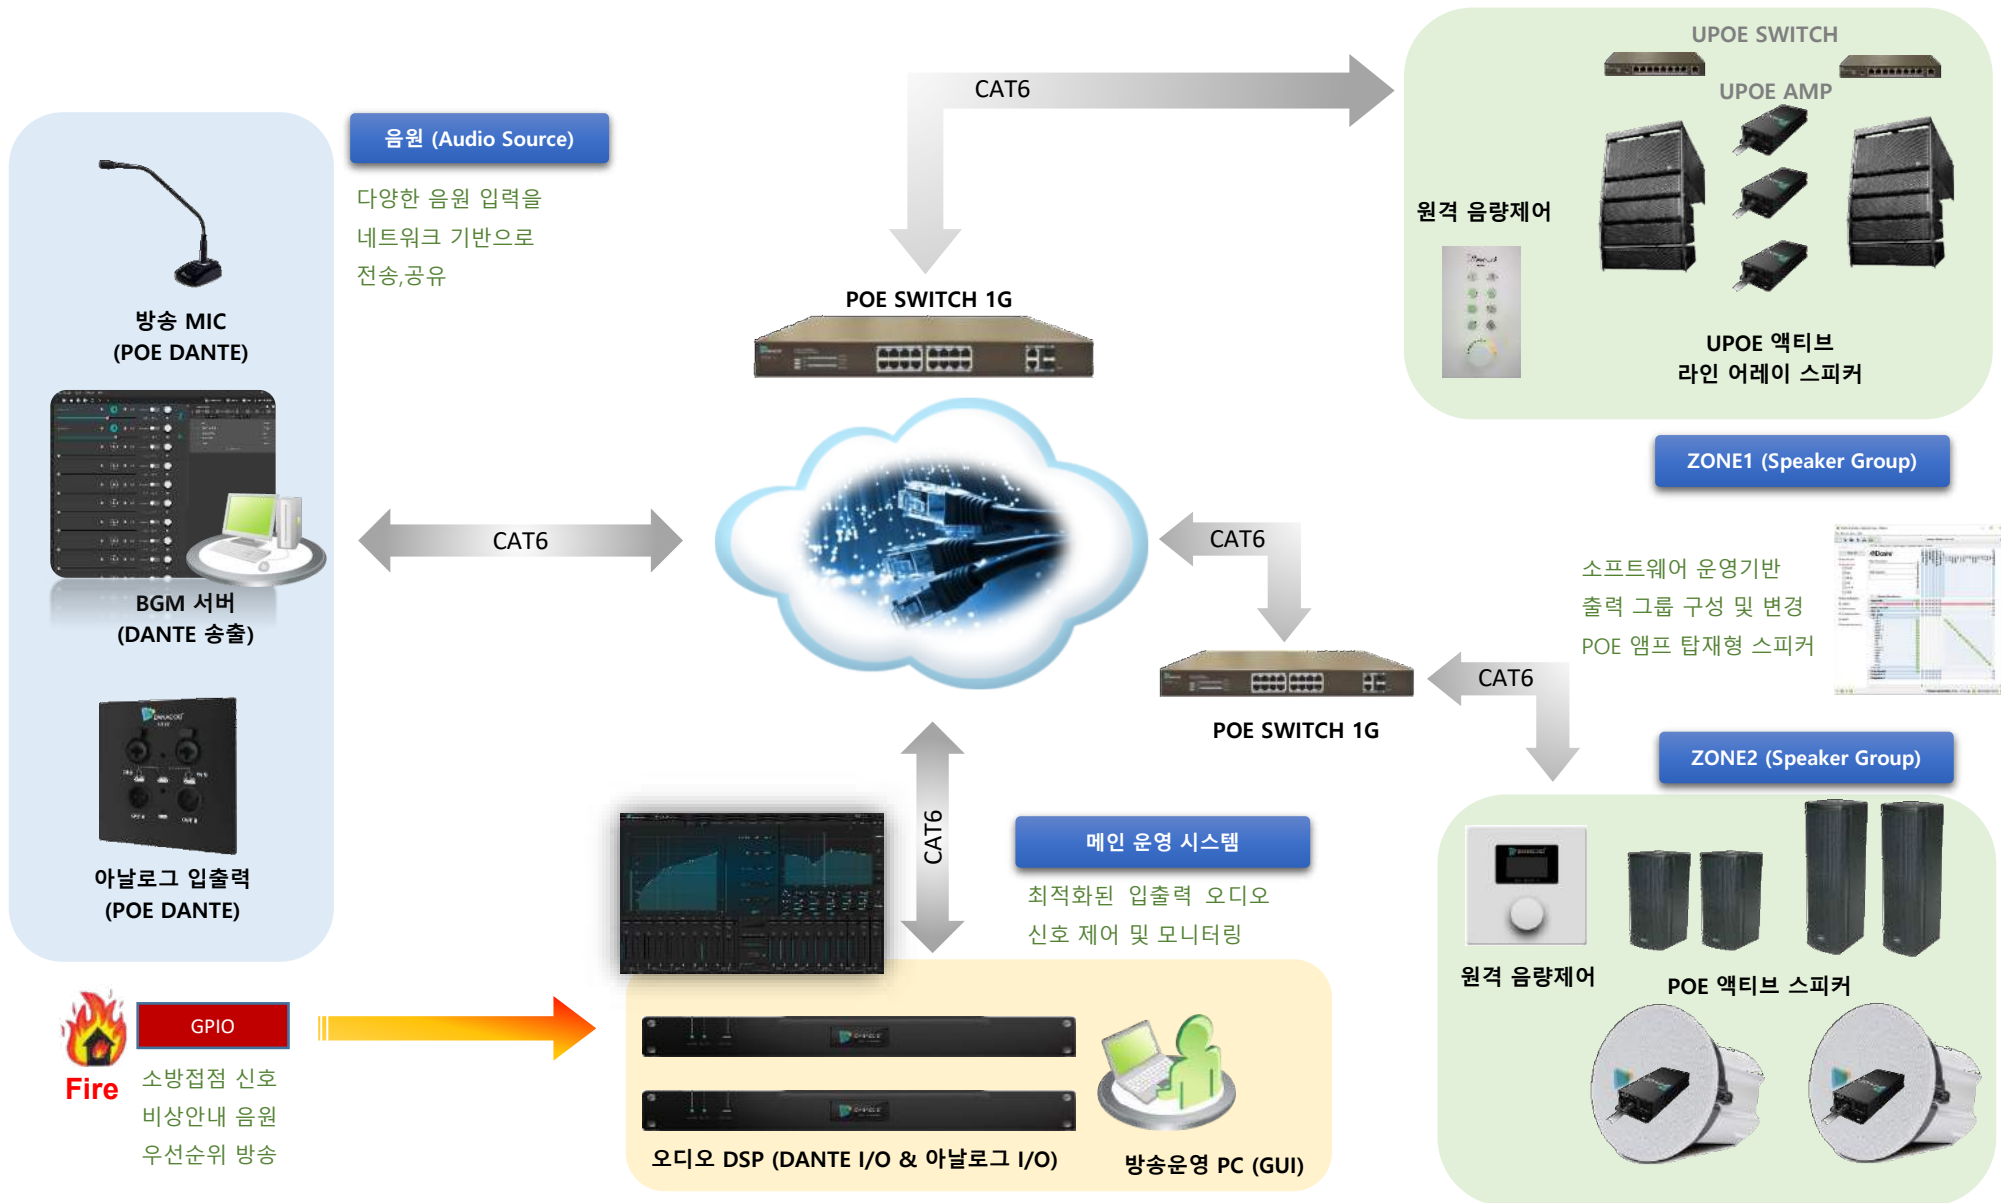 음원 (Audio Source)
다양한 음원 입력을
네트워크 기반으로
전송,공유
방송 MIC
(POE DANTE)
BGM 서버
(DANTE 송출)
아날로그 입출력
(POE DANTE)
CAT6
CAT6
POE SWITCH 1G
UPOE SWITCH
UPOE AMP
원격 음량제어
UPOE 액티브
라인 어레이 스피커
ZONE1 (Speaker Group)
CAT6
소프트웨어 운영기반
출력 그룹 구성 및 변경
POE 앰프 탑재형 스피커
POE SWITCH 1G
CAT6
ZONE2 (Speaker Group)
원격 음량제어
POE 액티브 스피커
CAT6
메인 운영 시스템
최적화된 입출력 오디오
신호 제어 및 모니터링
Fire
GPIO
소방접점 신호
비상안내 음원
우선순위 방송
오디오 DSP (DANTE I/O & 아날로그 I/O)
방송운영 PC (GUI)